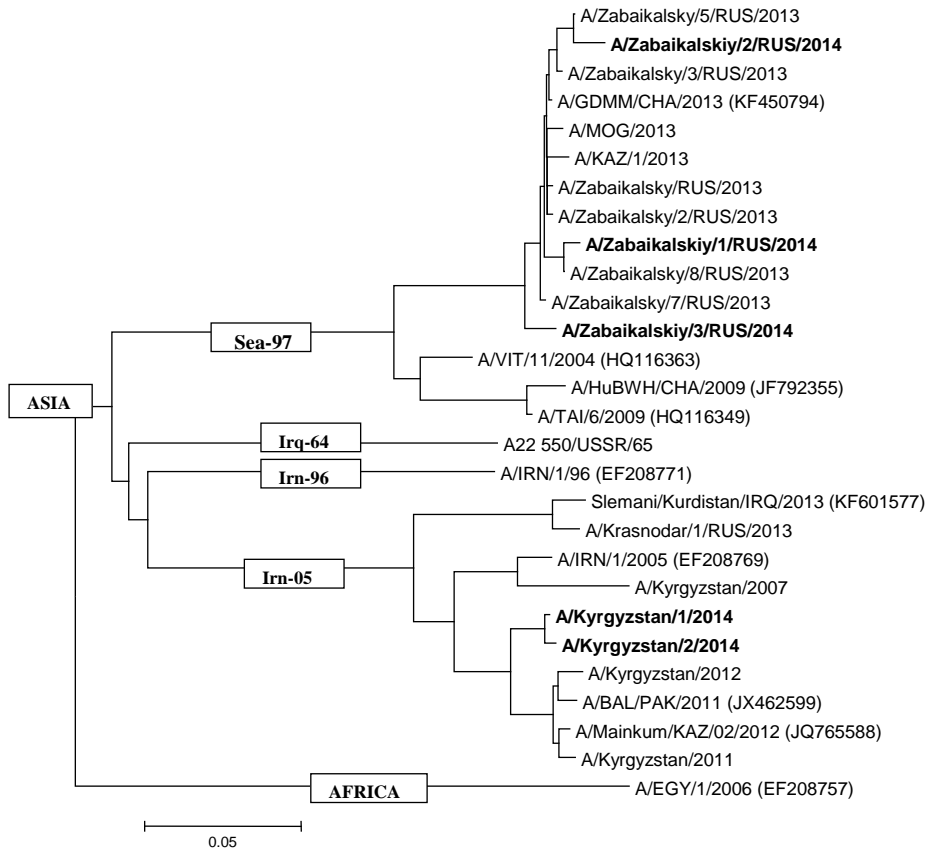 A/Zabaikalsky/5/RUS/2013
A/Zabaikalskiy/2/RUS/2014
A/Zabaikalsky/3/RUS/2013
A/GDMM/CHA/2013 (KF450794)
A/MOG/2013
A/KAZ/1/2013
A/Zabaikalsky/RUS/2013
A/Zabaikalsky/2/RUS/2013
A/Zabaikalskiy/1/RUS/2014
A/Zabaikalsky/8/RUS/2013
A/Zabaikalsky/7/RUS/2013
A/Zabaikalskiy/3/RUS/2014
Sea-97
A/VIT/11/2004 (HQ116363)
A/HuBWH/CHA/2009 (JF792355)
ASIA
A/TAI/6/2009 (HQ116349)
Irq-64
A22 550/USSR/65
Irn-96
A/IRN/1/96 (EF208771)
Slemani/Kurdistan/IRQ/2013 (KF601577)
A/Krasnodar/1/RUS/2013
A/IRN/1/2005 (EF208769)
Irn-05
A/Kyrgyzstan/2007
A/Kyrgyzstan/1/2014
A/Kyrgyzstan/2/2014
A/Kyrgyzstan/2012
A/BAL/PAK/2011 (JX462599)
A/Mainkum/KAZ/02/2012 (JQ765588)
A/Kyrgyzstan/2011
AFRICA
A/EGY/1/2006 (EF208757)
0.05